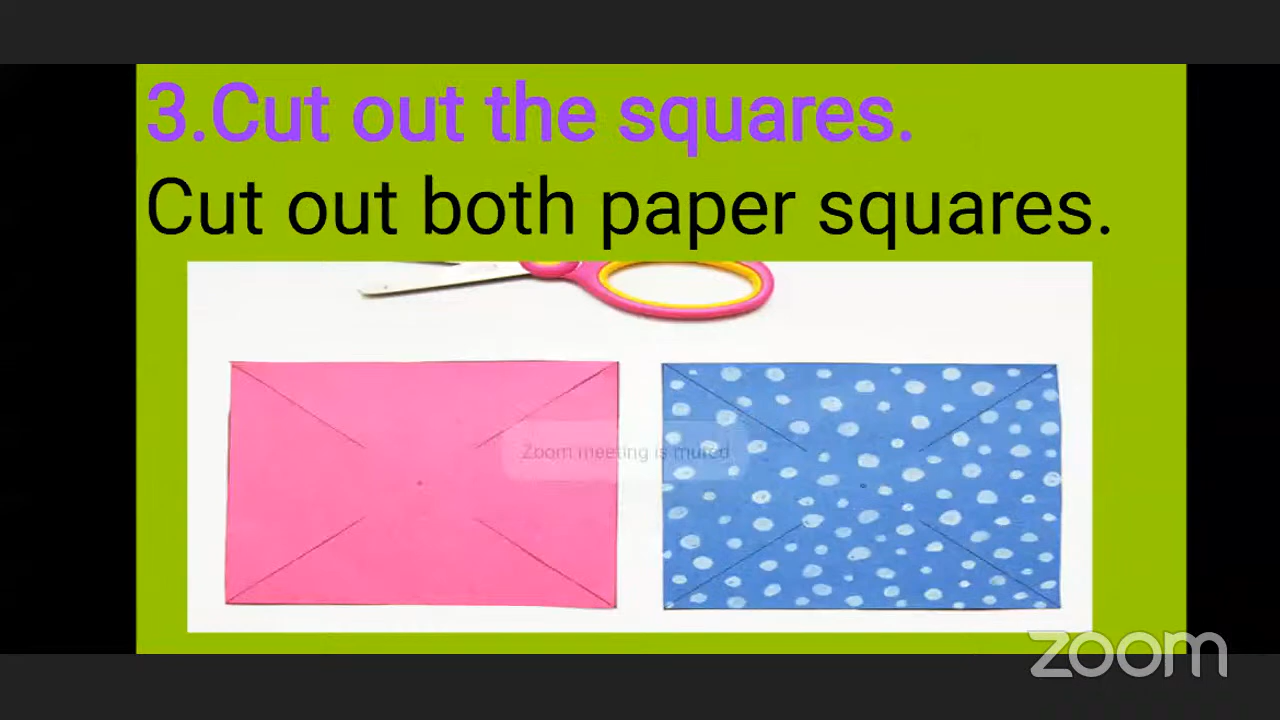 3.Cut out the squares.
Cut out both paper squares.
Zoom meeting is muted
zoom